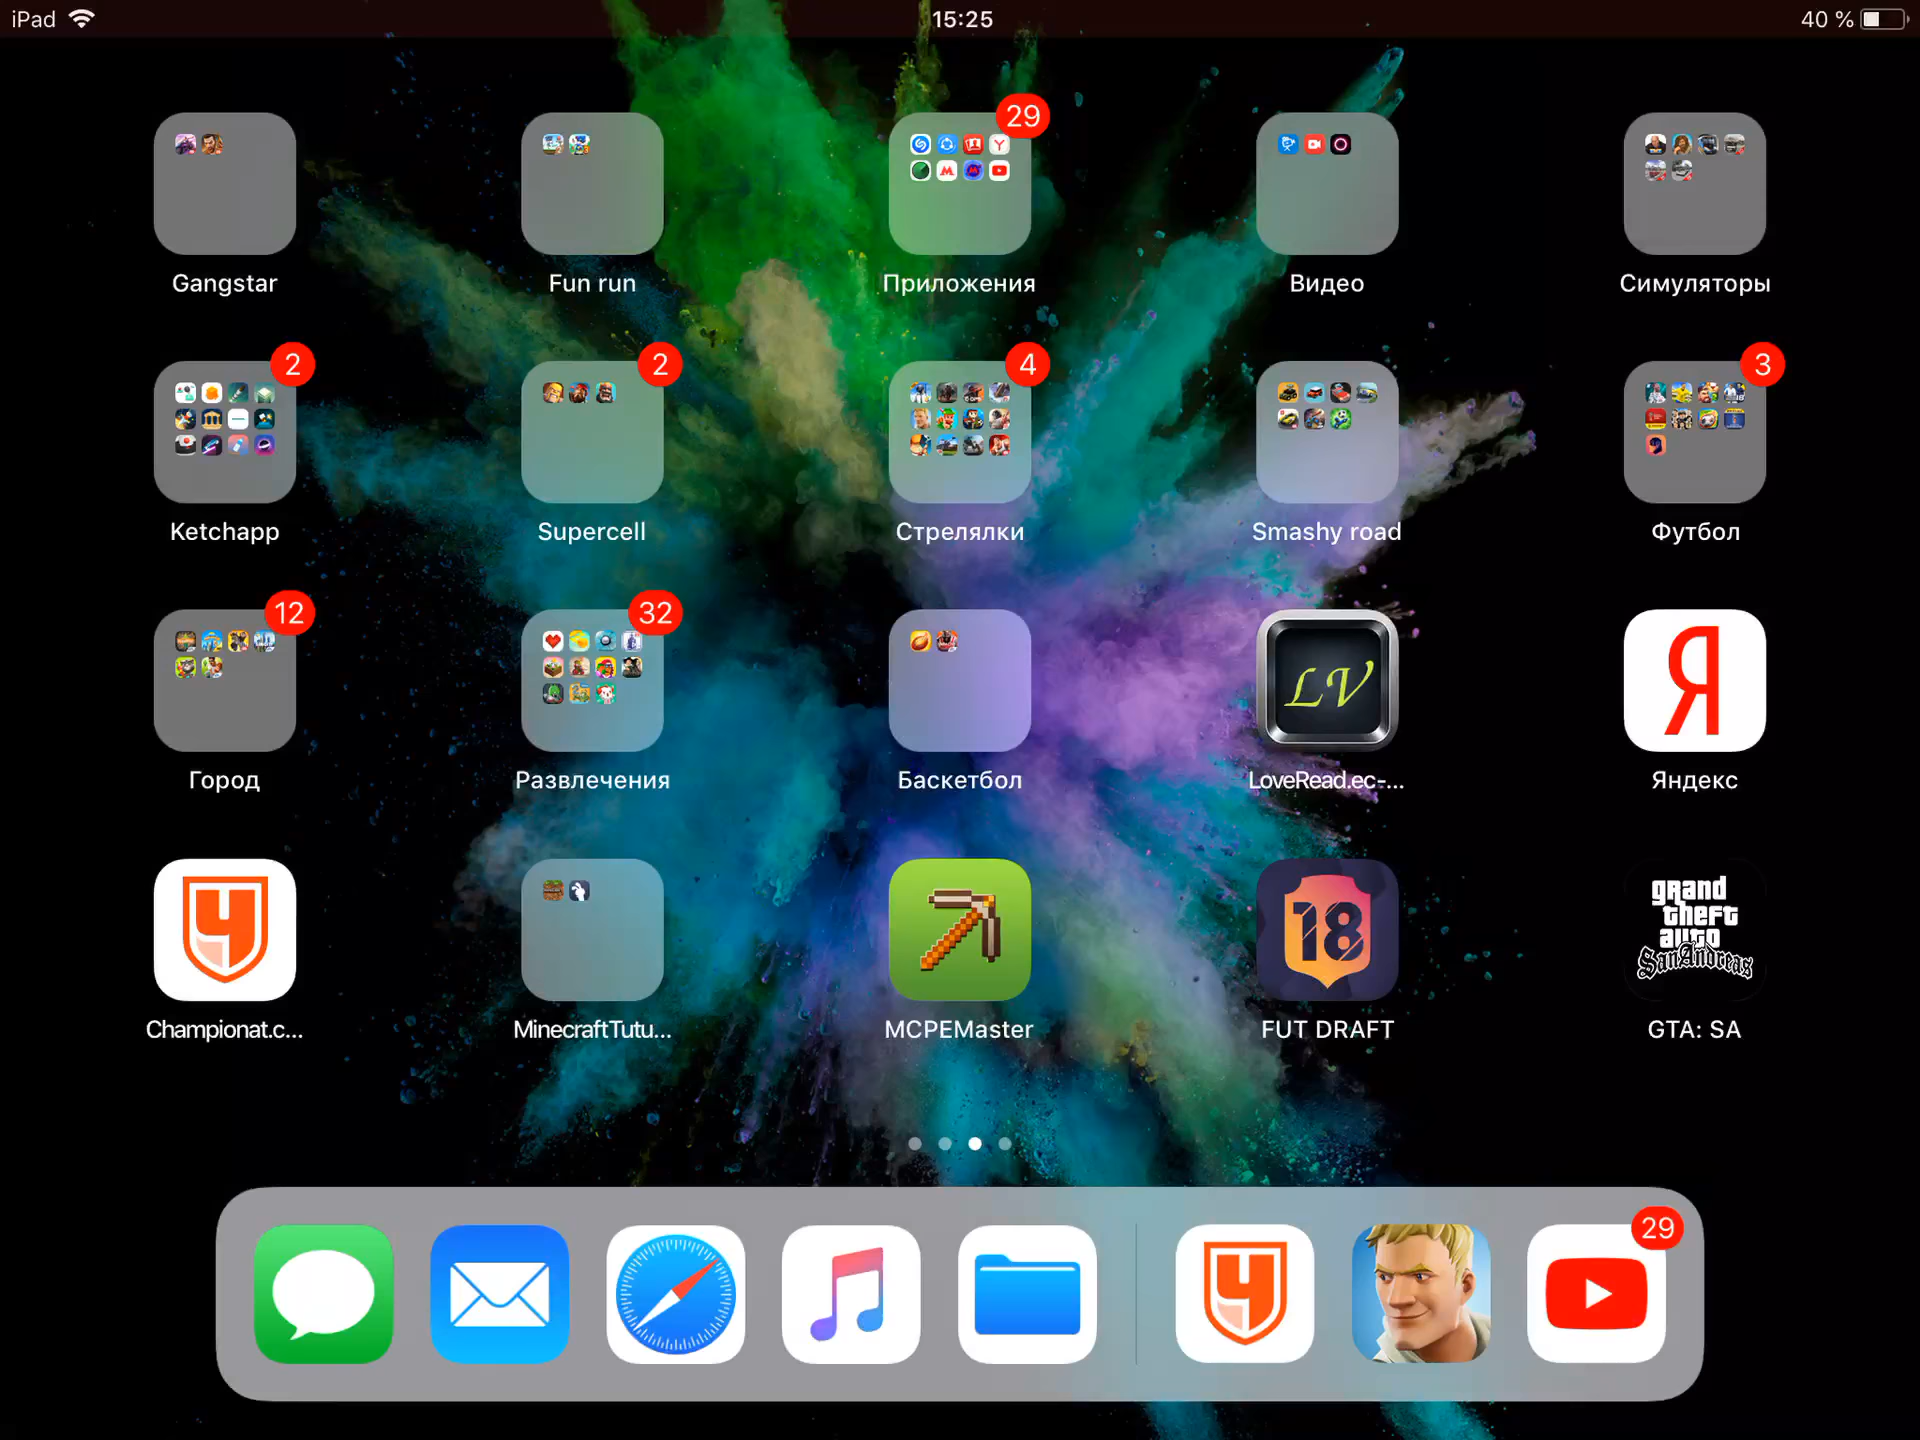 iPad
15:25
40 %
29
Gangstar
Fun run
Приложения
Видео
Симуляторы
2
2
4
3
Ketchapp
Supercell
Стрелялки
Smashy road
Футбол
12
32
LV
Я
Город
Развлечения
Баскетбол
LoveRead.ec-...
Яндекс
Ч
18
grand
theft
auto
San Andreas
Championat.c...
MinecraftTutu...
MCPEMaster
FUT DRAFT
GTA: SA
29
Ч